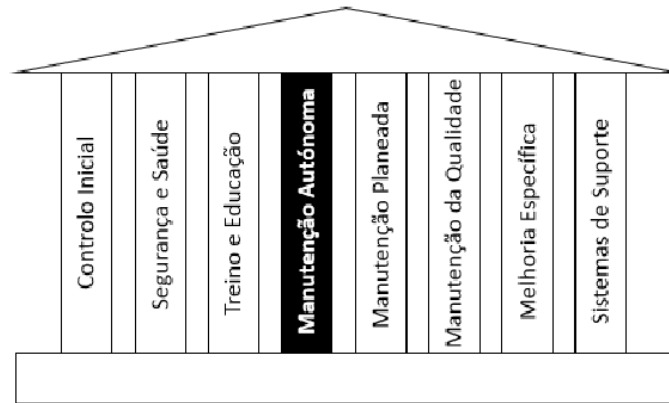 Controlo Inicial
Segurança e Saúde
Treino e Educação
Manutenção Autónoma
Manutenção Planeada
Manutenção da Qualidade
Melhoria Específica
Sistemas de Suporte